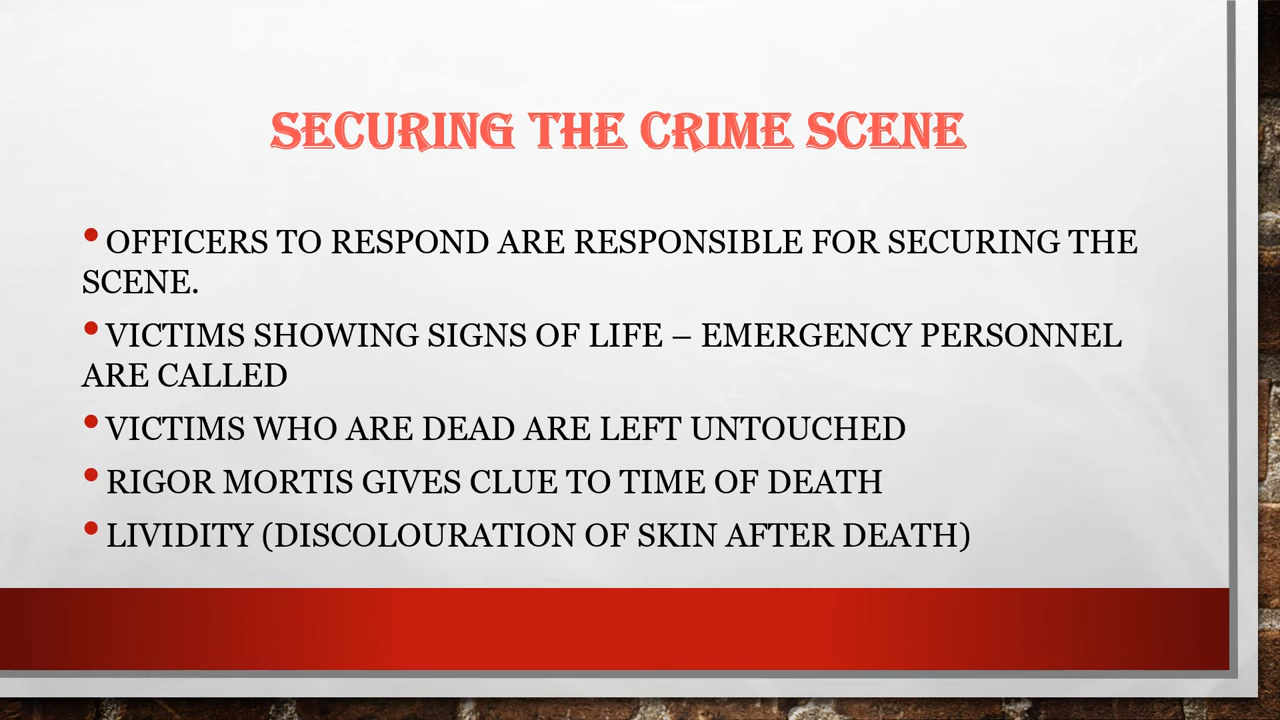 SECURING THE CRIME SCENE
•OFFICERS TO RESPOND ARE RESPONSIBLE FOR SECURING THE
SCENE.
•VICTIMS SHOWING SIGNS OF LIFE – EMERGENCY PERSONNEL
ARE CALLED
•VICTIMS WHO ARE DEAD ARE LEFT UNTOUCHED
•RIGOR MORTIS GIVES CLUE TO TIME OF DEATH
•LIVIDITY (DISCOLOURATION OF SKIN AFTER DEATH)